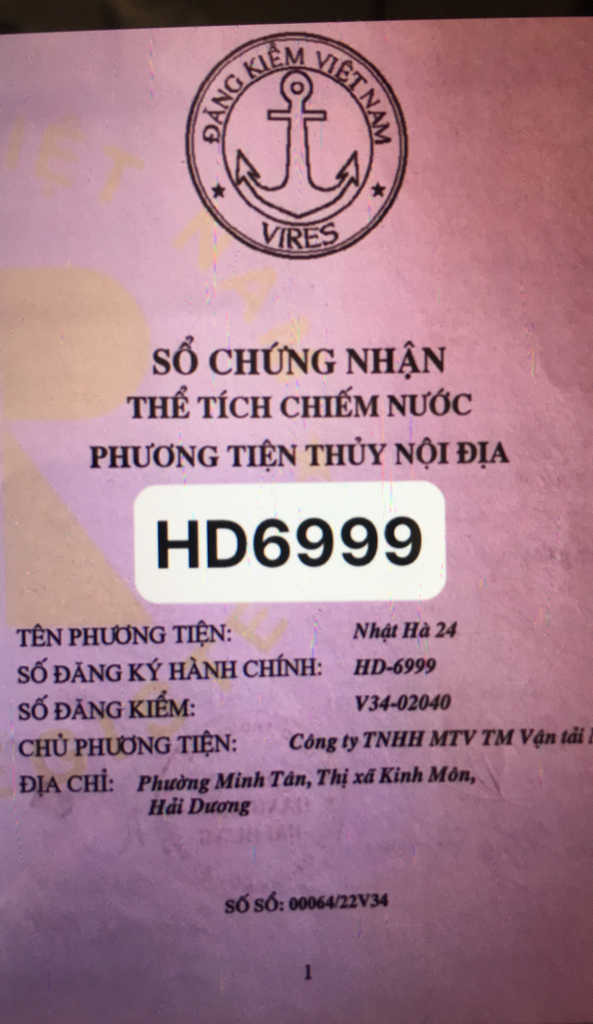 ĐĂNG KIỂM VIỆT NAM
VIRES
SỔ CHỨNG NHẬN
THỂ TÍCH CHIẾM NƯỚC
PHƯƠNG TIỆN THỦY NỘI ĐỊA
HD6999
TÊN PHƯƠNG TIỆN: Nhật Hà 24
SỐ ĐĂNG KÝ HÀNH CHÍNH: HD-6999
SỐ ĐĂNG KIỂM: V34-02040
CHỦ PHƯƠNG TIỆN: Công ty TNHH MTV TM Vận tải
ĐỊA CHỈ: Phường Minh Tân, Thị xã Kinh Môn,
Hải Dương
SỐ SỔ: 00064/22V34
1